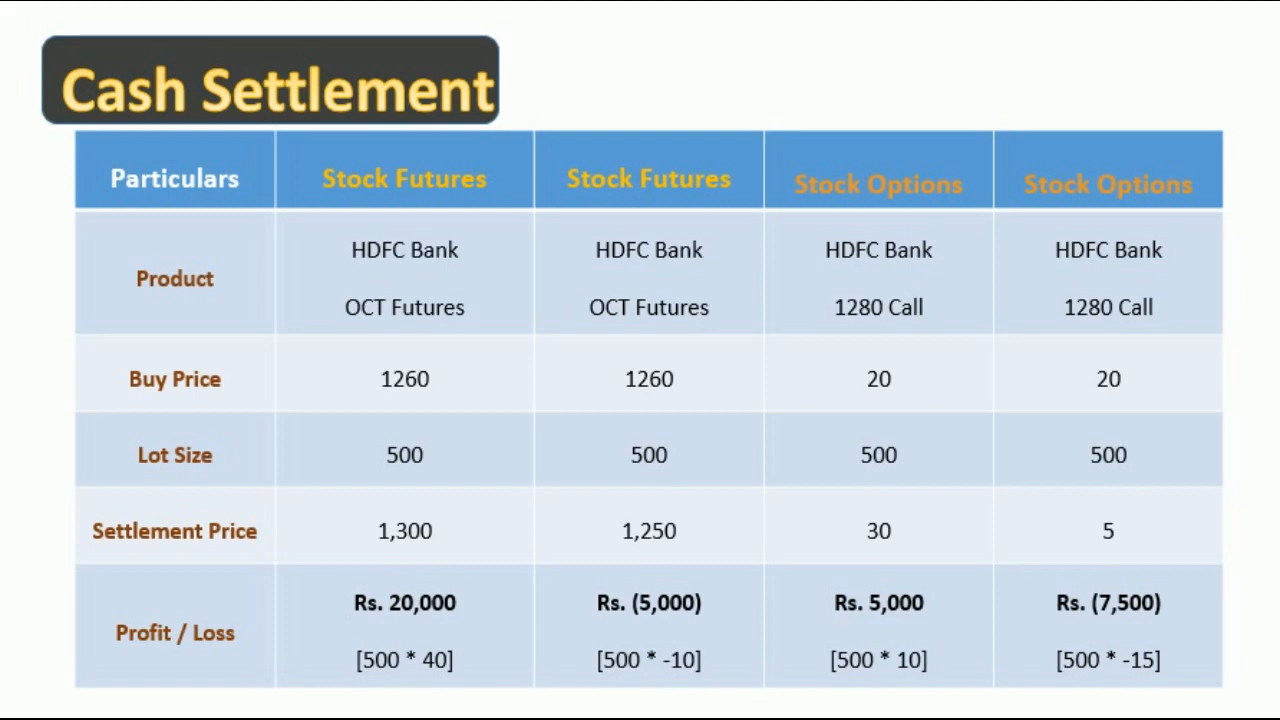 Cash Settlement
Particulars Stock Futures Stock Futures Stock Options Stock Options
Product
HDFC Bank HDFC Bank HDFC Bank HDFC Bank
OCT Futures OCT Futures 1280 Call 1280 Call
Buy Price 1260 1260 20 20
Lot Size 500 500 500 500
Settlement Price 1,300 1,250 30 5
Profit / Loss
Rs. 20,000 Rs. (5,000) Rs. 5,000 Rs. (7,500)
[500 * 40] [500 * -10] [500 * 10] [500 * -15]